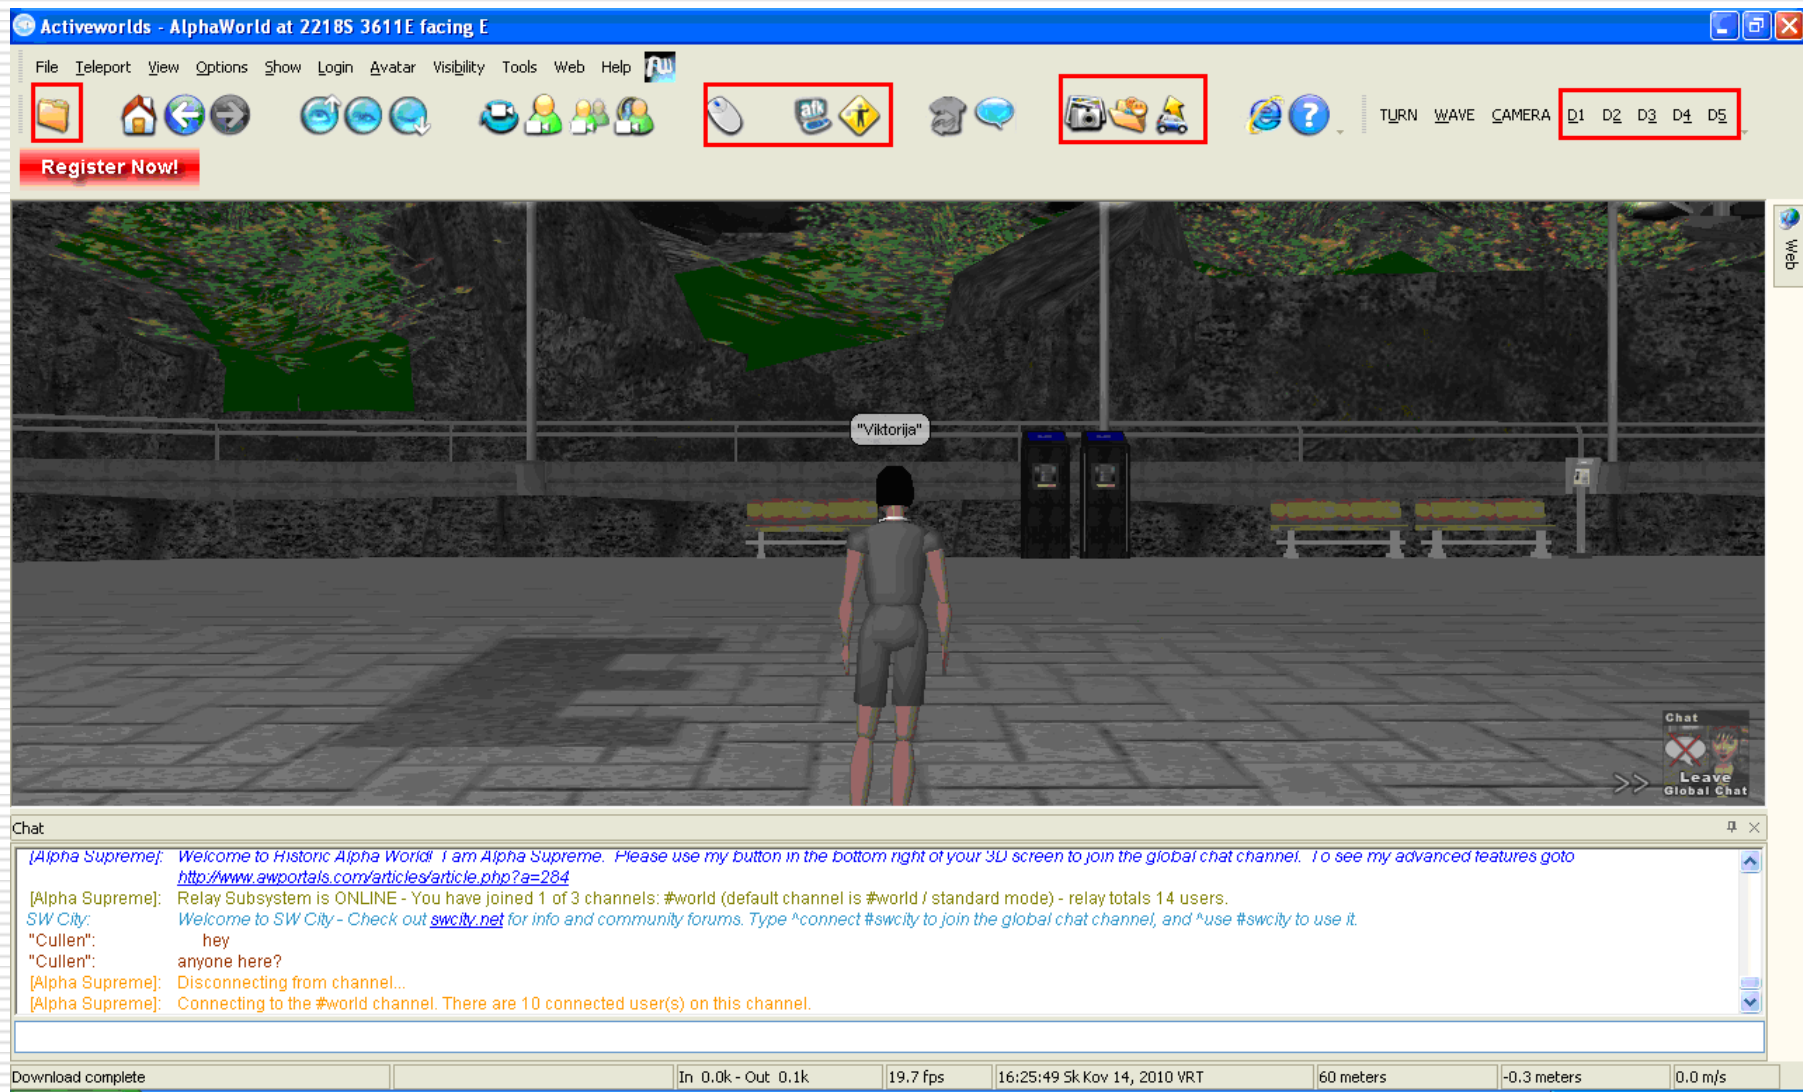 Activeworlds - AlphaWorld at 2218S 3611E facing E
File Teleport View Options Show Login Avatar Visibility Tools Web Help
afk
TURN WAVE CAMERA D1 D2 D3 D4 D5
Register Now!
Web
"Viktorija"
Chat
>> Leave
Global Chat
Chat
[Alpha Supreme]: Welcome to Historic Alpha World! I am Alpha Supreme. Please use my button in the bottom right of your 3D screen to join the global chat channel. To see my advanced features goto
http://www.awportals.com/articles/article.php?a=284
[Alpha Supreme]: Relay Subsystem is ONLINE - You have joined 1 of 3 channels: #world (default channel is #world / standard mode) - relay totals 14 users.
SW City: Welcome to SW City - Check out swcity.net for info and community forums. Type ^connect #swcity to join the global chat channel, and ^use #swcity to use it.
"Cullen": hey
"Cullen": anyone here?
[Alpha Supreme]: Disconnecting from channel...
[Alpha Supreme]: Connecting to the #world channel. There are 10 connected user(s) on this channel.
Download complete In 0.0k - Out 0.1k 19.7 fps 16:25:49 Sk Kov 14, 2010 VRT 60 meters -0.3 meters 0.0 m/s